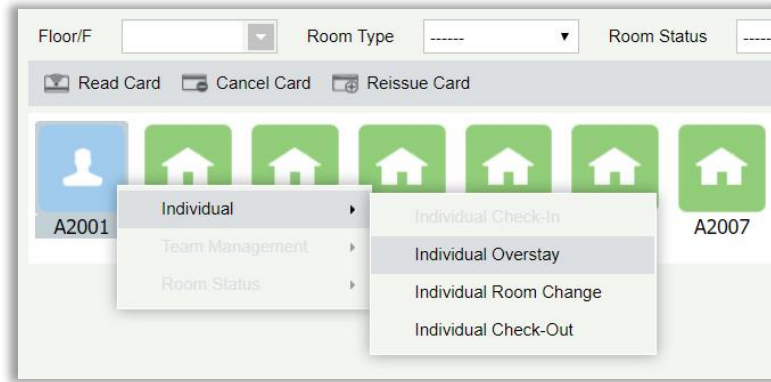 Floor/F Room Type ------ Room Status -----
Read Card Cancel Card Reissue Card
A2001 A2007
Individual
Team Management
Room Status
Individual Check-In
Individual Overstay
Individual Room Change
Individual Check-Out